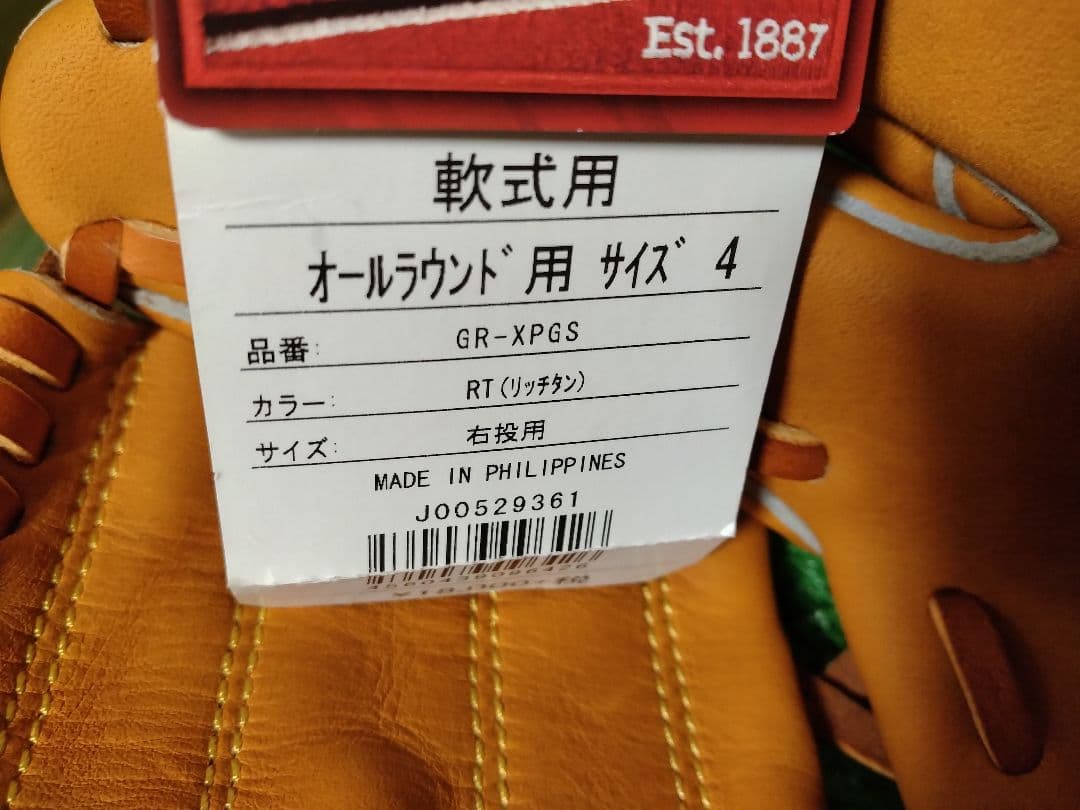 Est. 1887
軟式用
ｵｰﾙﾗｳﾝﾄﾞ用 ｻｲｽﾞ 4
品番: GR-XPGS
カラー: RT(リッチタン)
サイズ: 右投用
MADE IN PHILIPPINES
J00529361